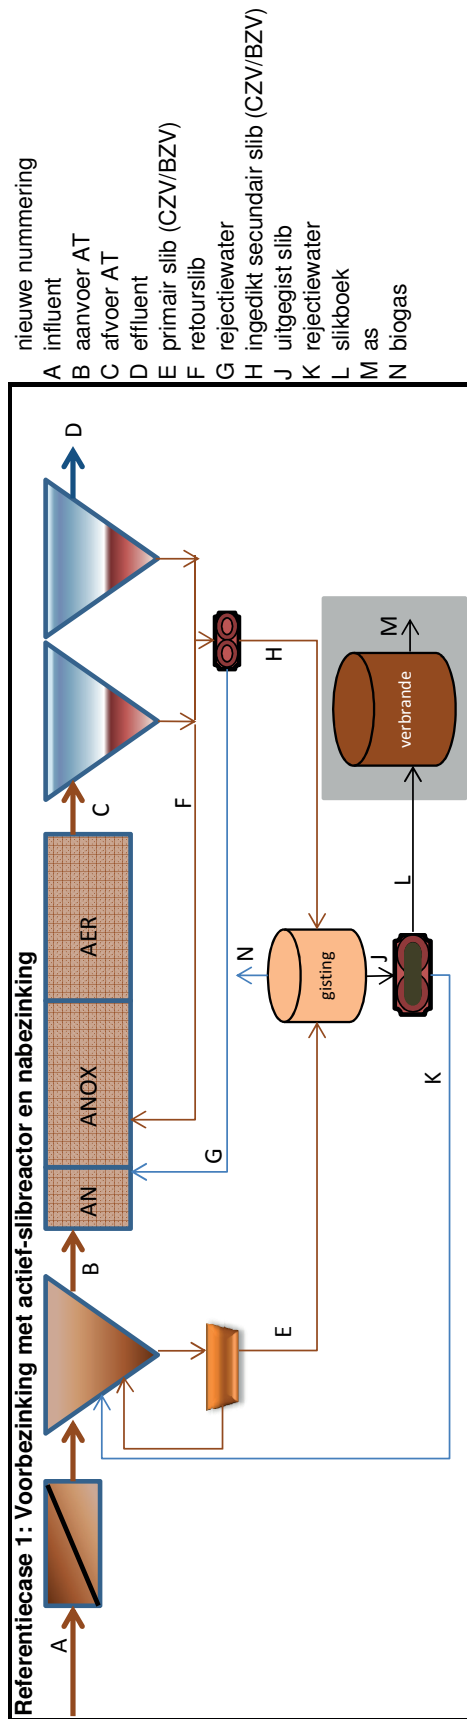 Referentiecase 1: Voorbezinking met actief-slibreactor en nabezinking
A
B
AN
ANOX
AER
C
D
G
F
E
H
N
gisting
J
K
L
verbrande
M
nieuwe nummering
A influent
B aanvoer AT
C afvoer AT
D effluent
E primair slib (CZV/BZV)
F retourslib
G rejectiewater
H ingedikt secundair slib (CZV/BZV)
J uitgegist slib
K rejectiewater
L slikboek
M as
N biogas